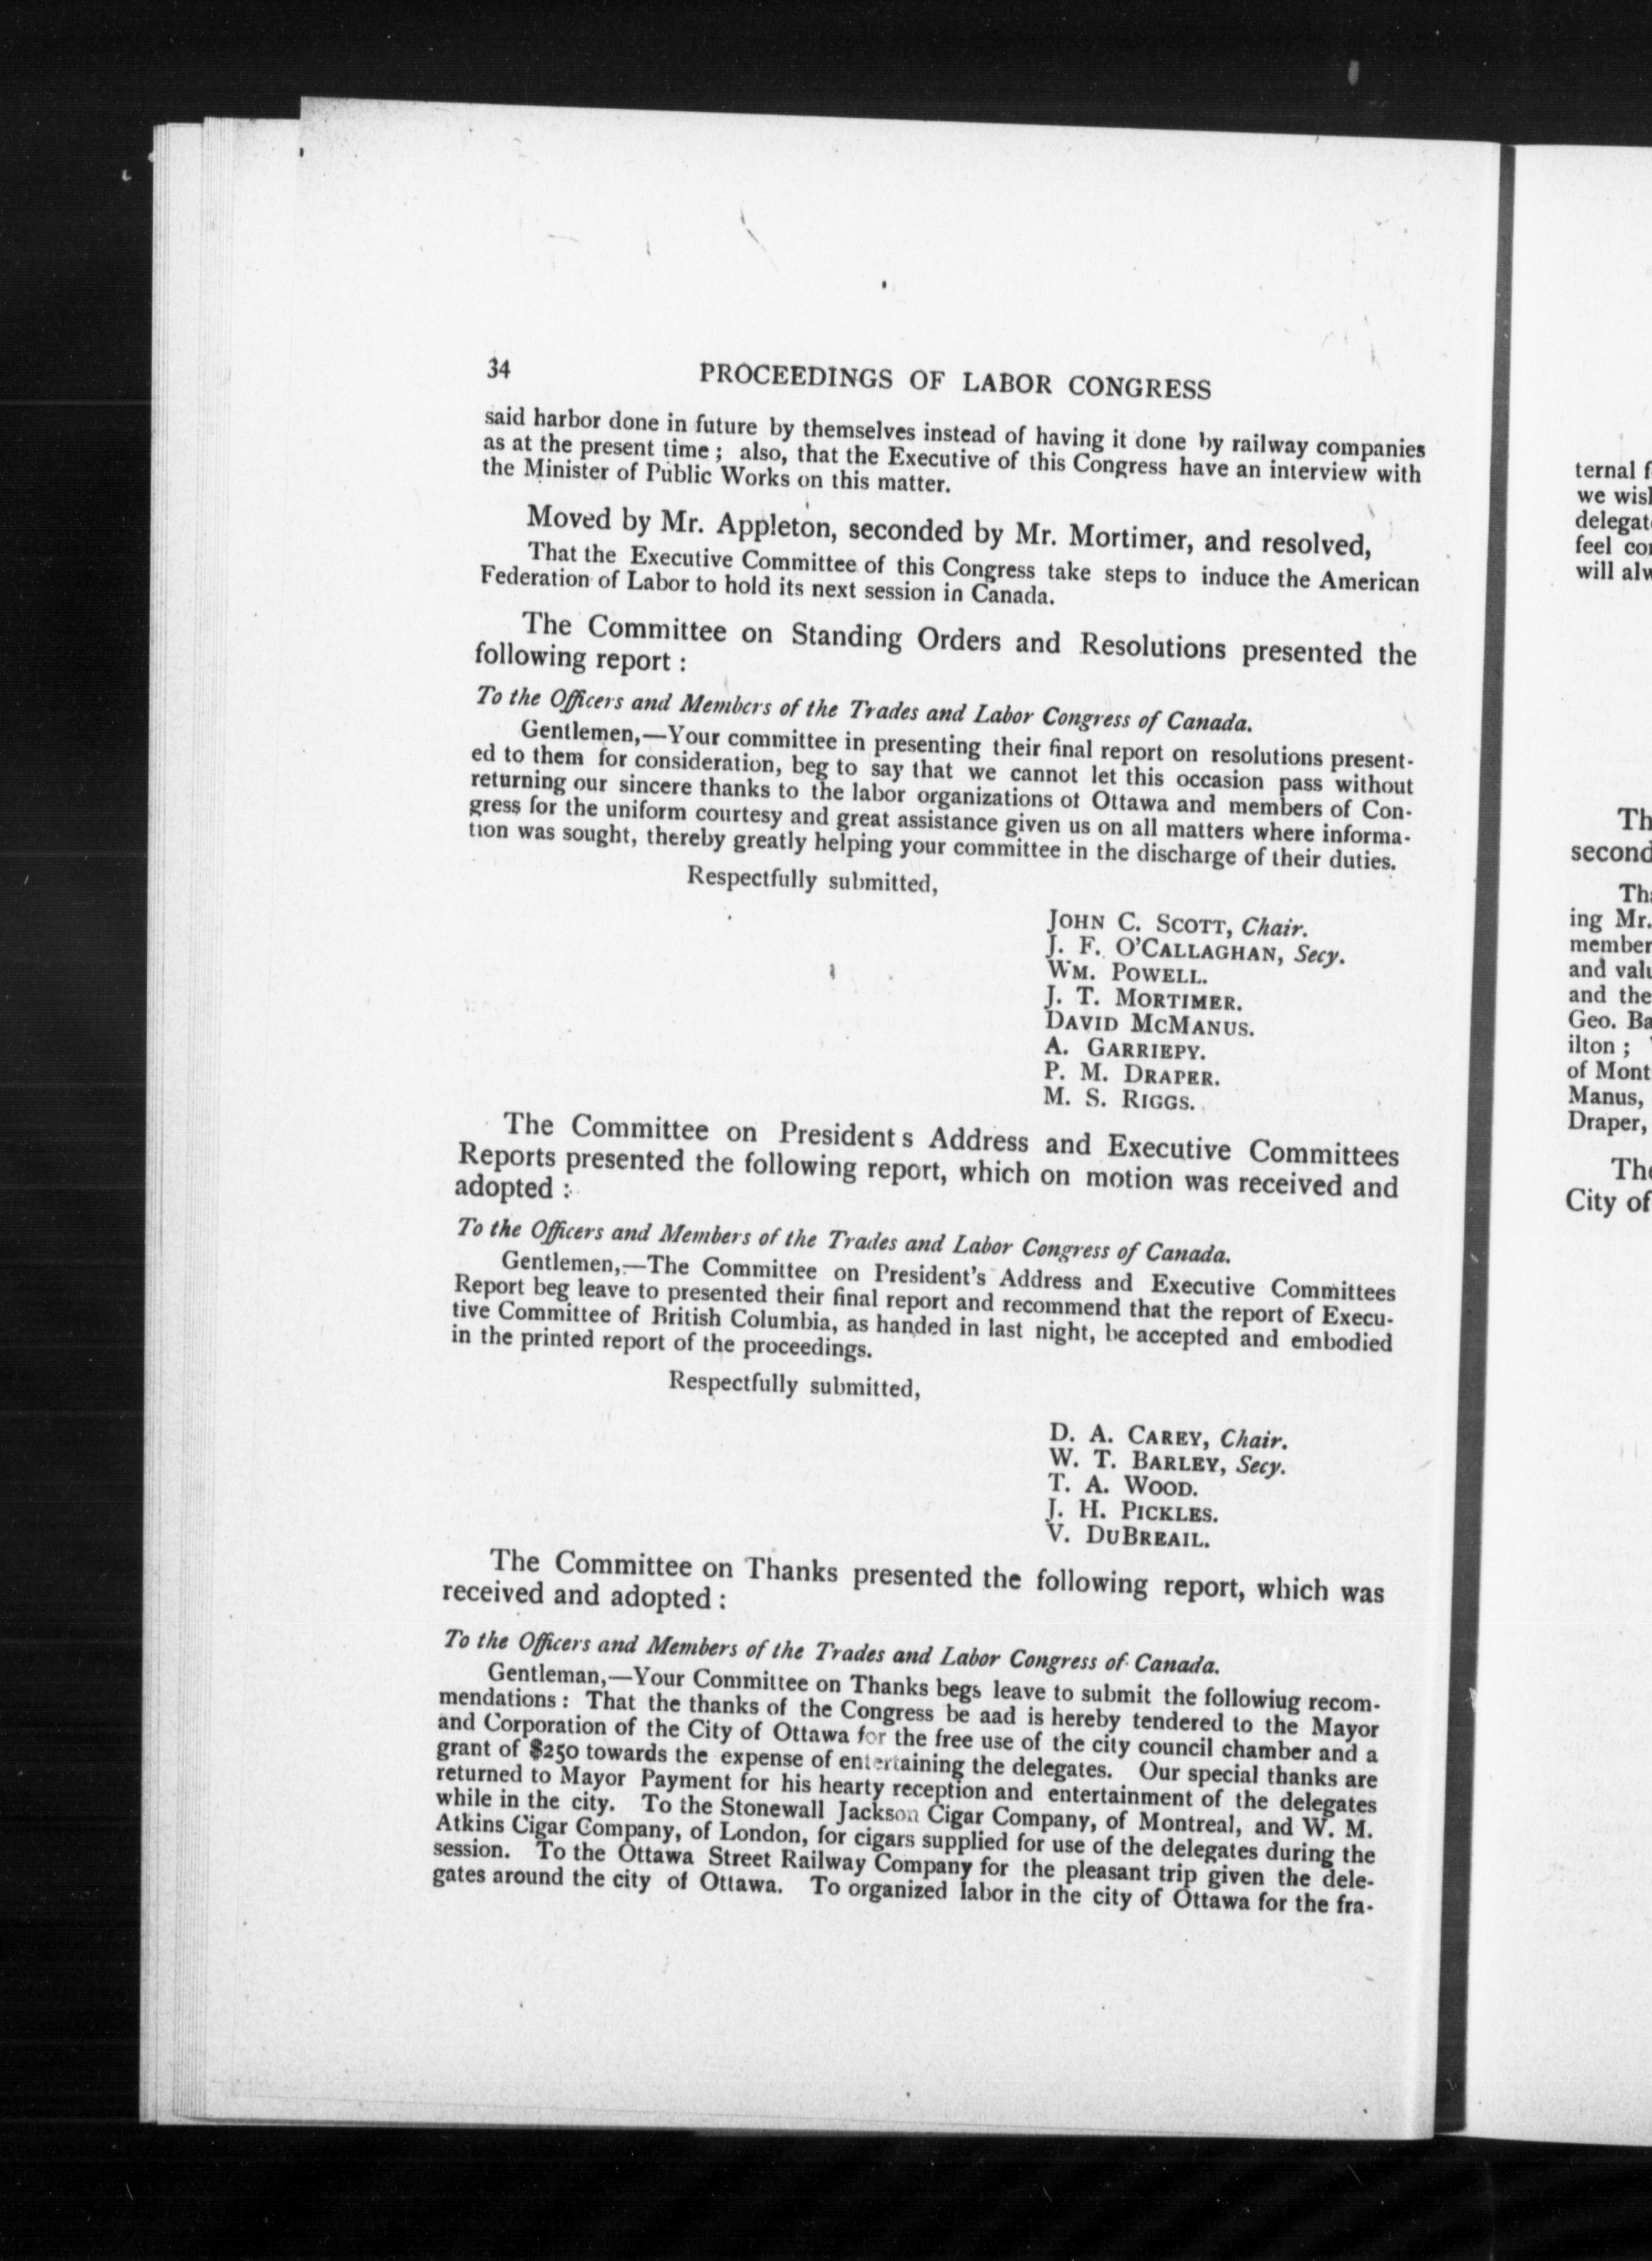 34 PROCEEDINGS OF LABOR CONGRESS
said harbor done in future by themselves instead of having it done by railway companies
as at the present time ; also, that the Executive of this Congress have an interview with
the Minister of Public Works on this matter.
Moved by Mr. Appleton, seconded by Mr. Mortimer, and resolved,
That the Executive Committee of this Congress take steps to induce the American
Federation of Labor to hold its next session in Canada.
The Committee on Standing Orders and Resolutions presented the
following report :
To the Officers and Members of the Trades and Labor Congress of Canada.
Gentlemen,—Your committee in presenting their final report on resolutions present-
ed to them for consideration, beg to say that we cannot let this occasion pass without
returning our sincere thanks to the labor organizations of Ottawa and members of Con-
gress for the uniform courtesy and great assistance given us on all matters where informa-
tion was sought, thereby greatly helping your committee in the discharge of their duties.
Respectfully submitted,
JOHN C. SCOTT, Chair.
J. F. O'CALLAGHAN, Secy.
WM. POWELL.
J. T. MORTIMER.
DAVID MCMANUS.
A. GARRIEPY.
P. M. DRAPER.
M. S. RIGGS.
The Committee on President s Address and Executive Committees
Reports presented the following report, which on motion was received and
adopted :
To the Officers and Members of the Trades and Labor Congress of Canada.
Gentlemen,—The Committee on President's Address and Executive Committees
Report beg leave to presented their final report and recommend that the report of Execu-
tive Committee of British Columbia, as handed in last night, be accepted and embodied
in the printed report of the proceedings.
Respectfully submitted,
D. A. CAREY, Chair.
W. T. BARLEY, Secy.
T. A. WOOD.
J. H. PICKLES.
V. DUBREAIL.
The Committee on Thanks presented the following report, which was
received and adopted :
To the Officers and Members of the Trades and Labor Congress of Canada.
Gentleman,—Your Committee on Thanks begs leave to submit the followiug recom-
mendations : That the thanks of the Congress be aad is hereby tendered to the Mayor
and Corporation of the City of Ottawa for the free use of the city council chamber and a
grant of $250 towards the expense of entertaining the delegates. Our special thanks are
returned to Mayor Payment for his hearty reception and entertainment of the delegates
while in the city. To the Stonewall Jackson Cigar Company, of Montreal, and W. M.
Atkins Cigar Company, of London, for cigars supplied for use of the delegates during the
session. To the Ottawa Street Railway Company for the pleasant trip given the dele-
gates around the city of Ottawa. To organized labor in the city of Ottawa for the fra-
ternal
we
feel
will
second
ing Mr.
member
and
and the
Geo.
ilton ;
of Mont
Manus,
Draper,
City of